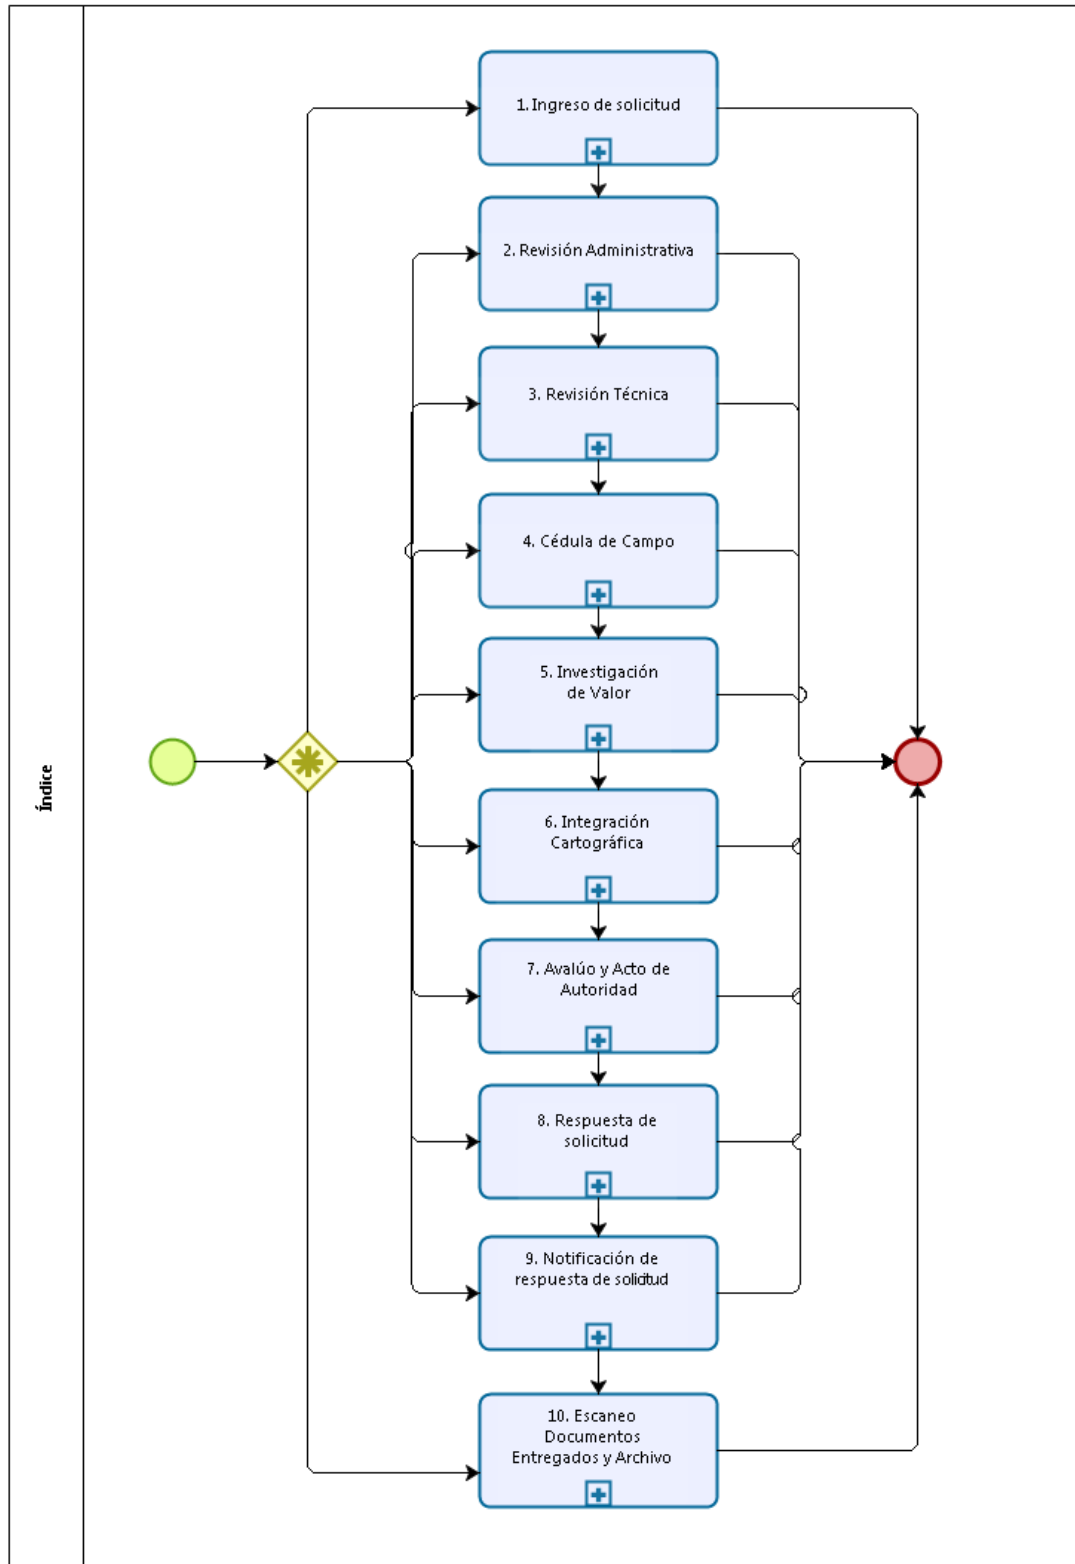 Índice
1. Ingreso de solicitud
2. Revisión Administrativa
3. Revisión Técnica
4. Cédula de Campo
5. Investigación
de Valor
6. Integración
Cartográfica
7. Avalúo y Acto de
Autoridad
8. Respuesta de
solicitud
9. Notificación de
respuesta de solicitud
10. Escaneo
Documentos
Entregados y Archivo